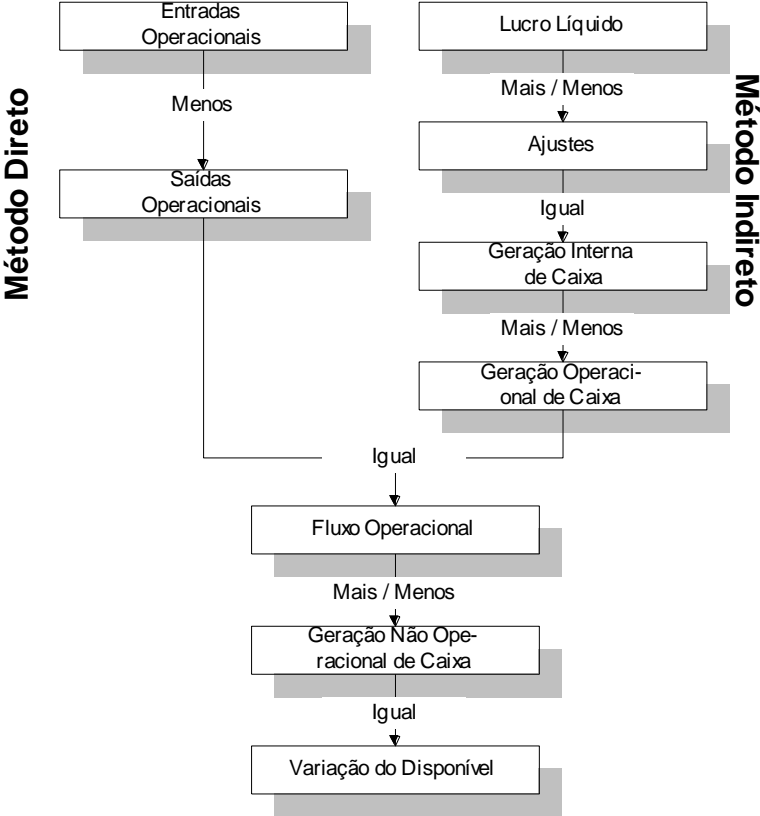 Método Direto
Entradas
Operacionais
Menos
Saídas
Operacionais
Lucro Líquido
Mais / Menos
Ajustes
Igual
Geração Interna
de Caixa
Mais / Menos
Geração Operaci-
onal de Caixa
Método Indireto
Igual
Fluxo Operacional
Mais / Menos
Geração Não Ope-
racional de Caixa
Igual
Variação do Disponível